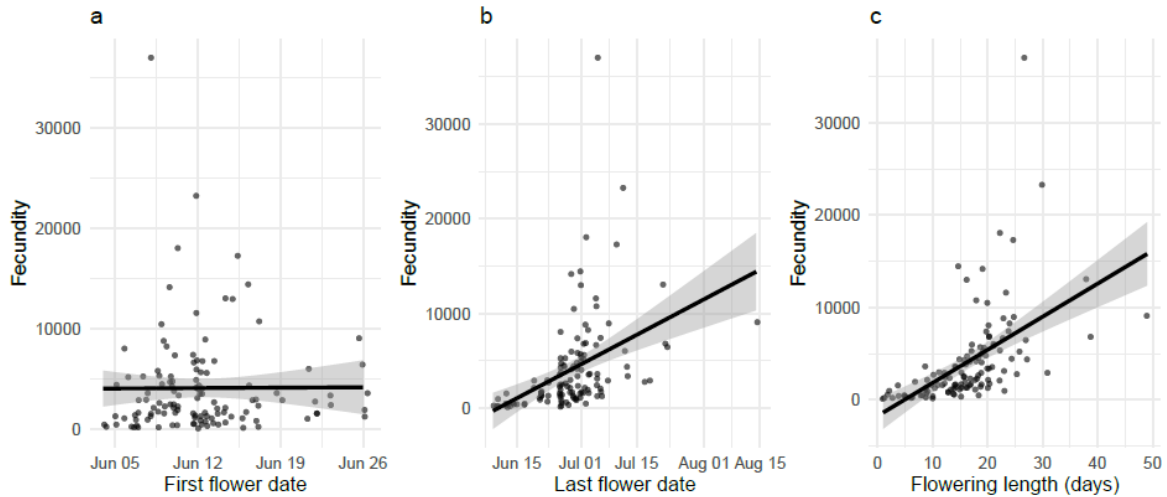 a
30000
20000
10000
0
Fecundity
Jun 05 Jun 12 Jun 19 Jun 26
First flower date
b
30000
20000
10000
0
Fecundity
Jun 15 Jul 01 Jul 15 Aug 01 Aug 15
Last flower date
c
30000
20000
10000
0
Fecundity
0 10 20 30 40 50
Flowering length (days)